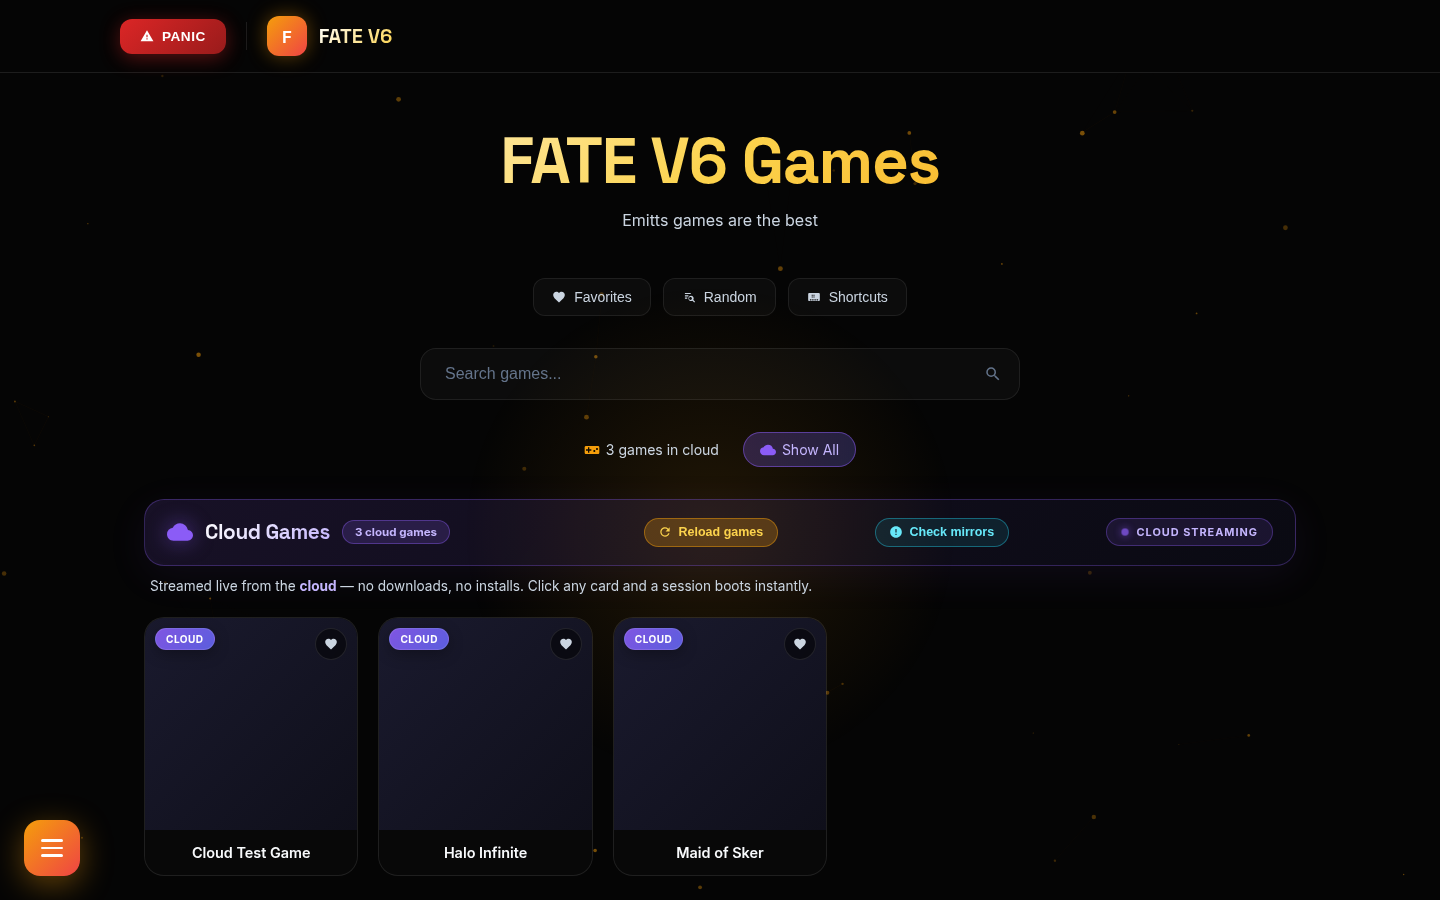 PANIC
F
FATE V6
FATE V6 Games
Emitts games are the best
Favorites
Random
Shortcuts
Search games...
3 games in cloud
Show All
Cloud Games
3 cloud games
Reload games
Check mirrors
CLOUD STREAMING
Streamed live from the cloud — no downloads, no installs. Click any card and a session boots instantly.
CLOUD
CLOUD
CLOUD
Cloud Test Game
Halo Infinite
Maid of Sker